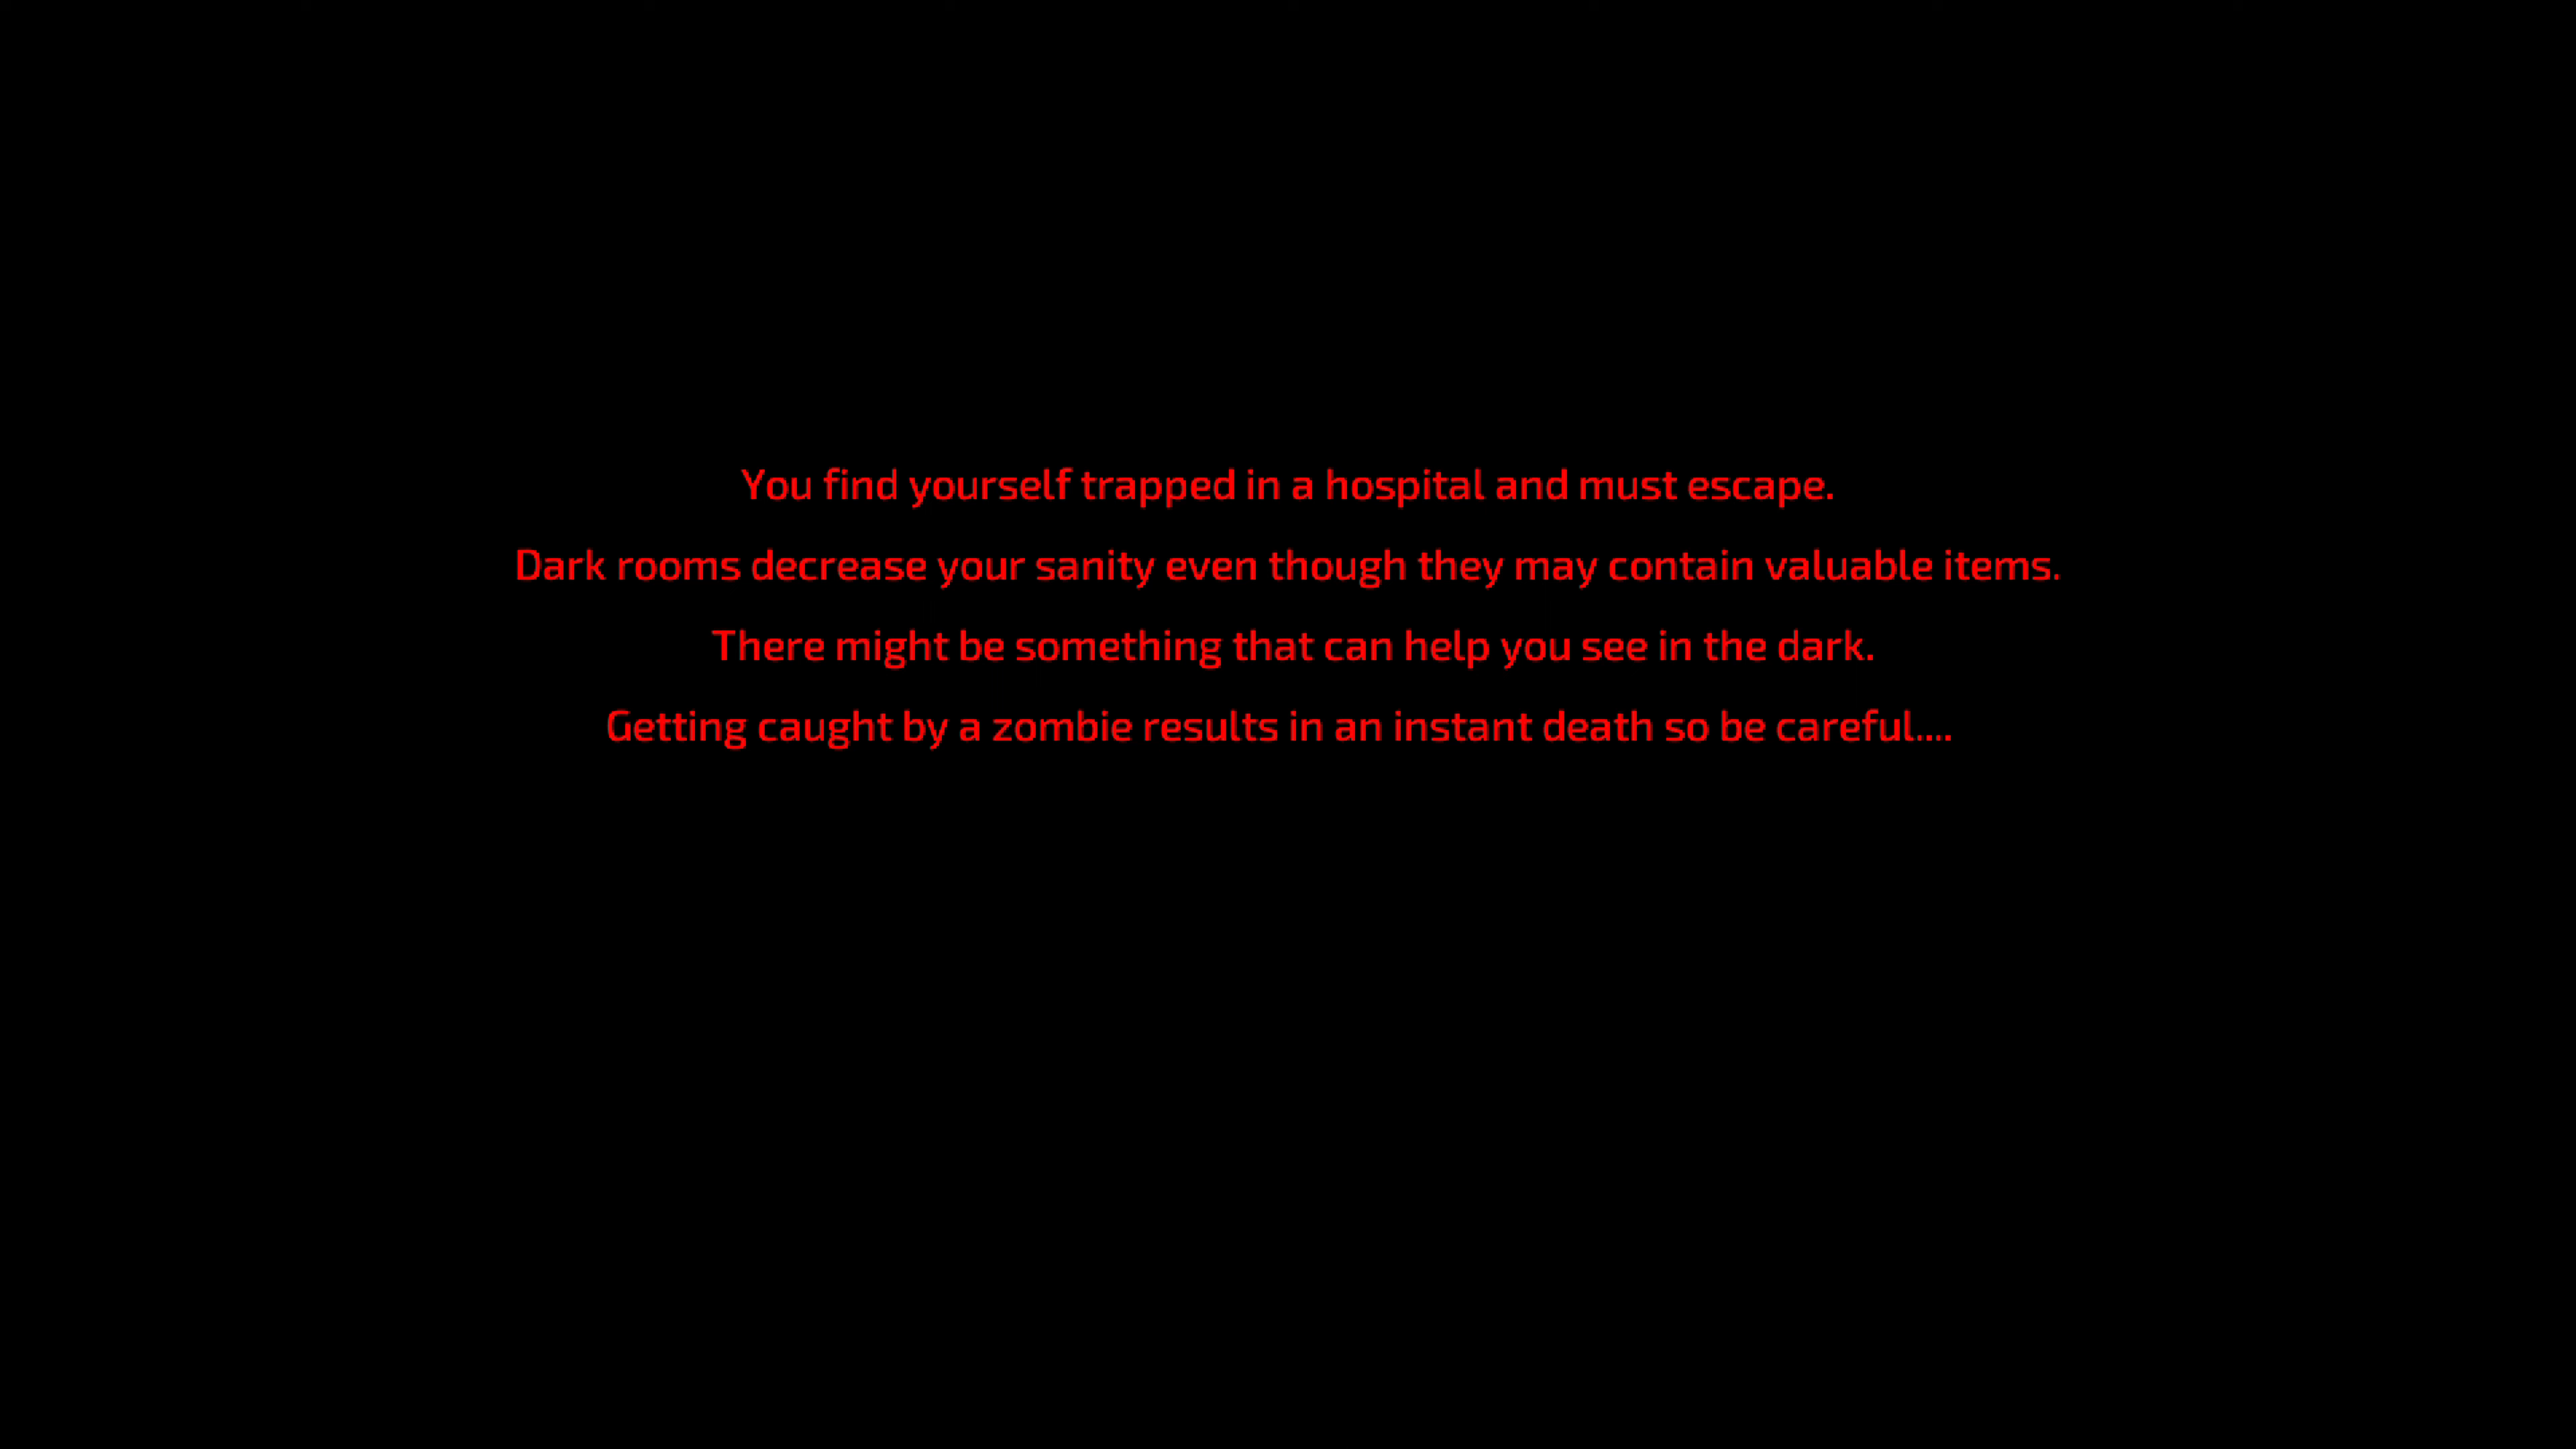 You find yourself trapped in a hospital and must escape.
Dark rooms decrease your sanity even though they may contain valuable items.
There might be something that can help you see in the dark.
Getting caught by a zombie results in an instant death so be careful....